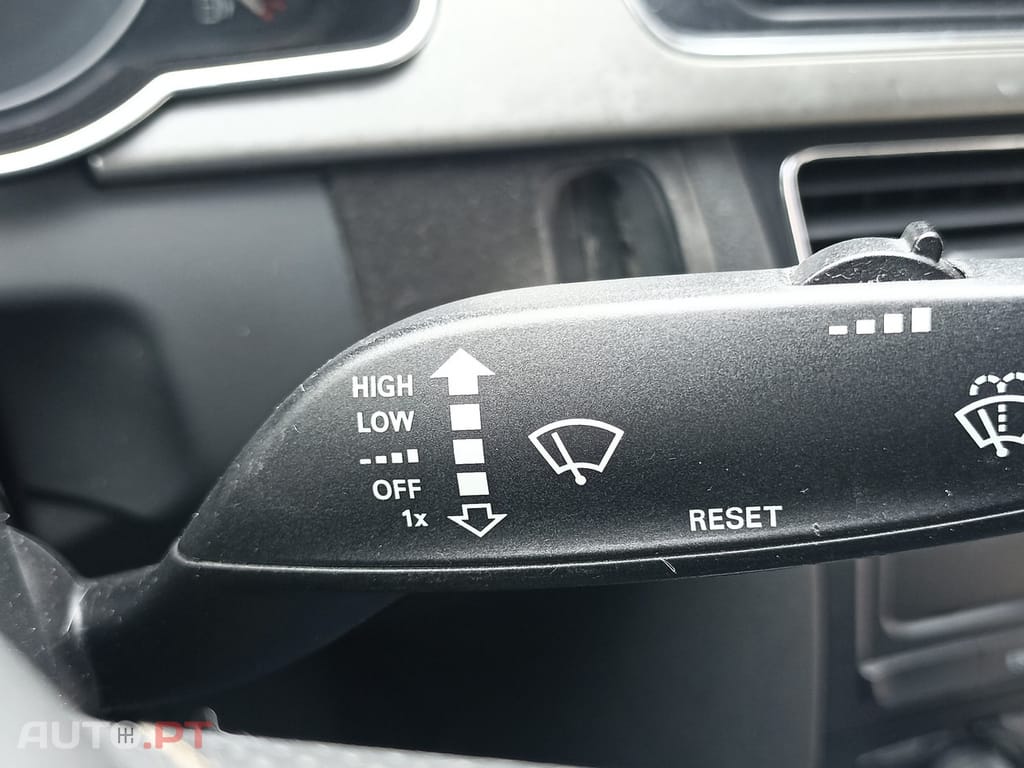 HIGH
LOW
OFF
1x
RESET
AUTO.PT